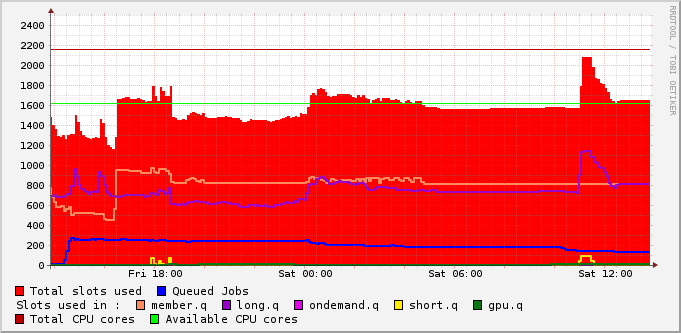 2400
2200
2000
1800
1600
1400
1200
1000
800
600
400
200
0
Fri 18:00 Sat 00:00 Sat 06:00 Sat 12:00
Total slots used Queued Jobs
Slots used in : member.q long.q ondemand.q short.q gpu.q
Total CPU cores Available CPU cores
RRDTOOL / TOBI OETIKER